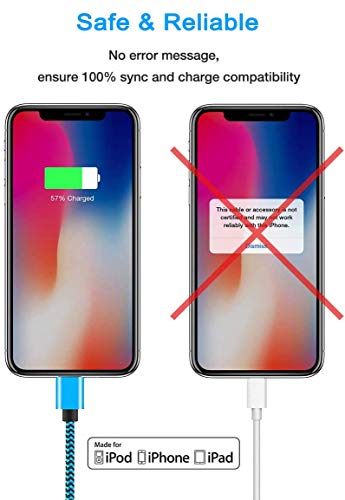 Safe & Reliable
No error message,
ensure 100% sync and charge compatibility
57% Charged
This cable or accessory is not
certified and may not work
reliably with this iPhone.
Dismiss
Made for
iPod iPhone iPad